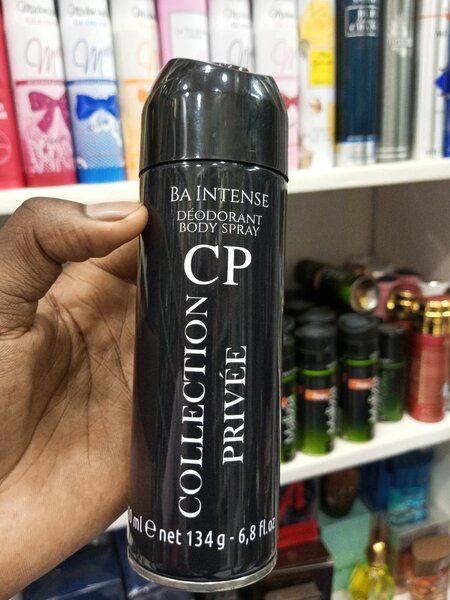 BA INTENSE
DÉODORANT
BODY SPRAY
CP
COLLECTION
PRIVÉE
ml e net 134 g - 6,8 fl.oz